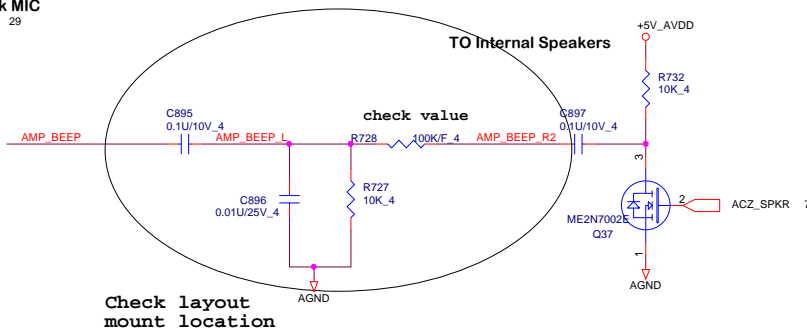 k MIC
29
TO Internal Speakers
+5V_AVDD
R732
10K_4
C895
0.1U/10V_4
check value
C897
0.1U/10V_4
AMP_BEEP
AMP_BEEP_L
R728
100K/F_4
AMP_BEEP_R2
3
C896
0.01U/25V_4
R727
10K_4
ME2N7002E
Q37
2
ACZ_SPKR
7
1
AGND
AGND
Check layout
mount location